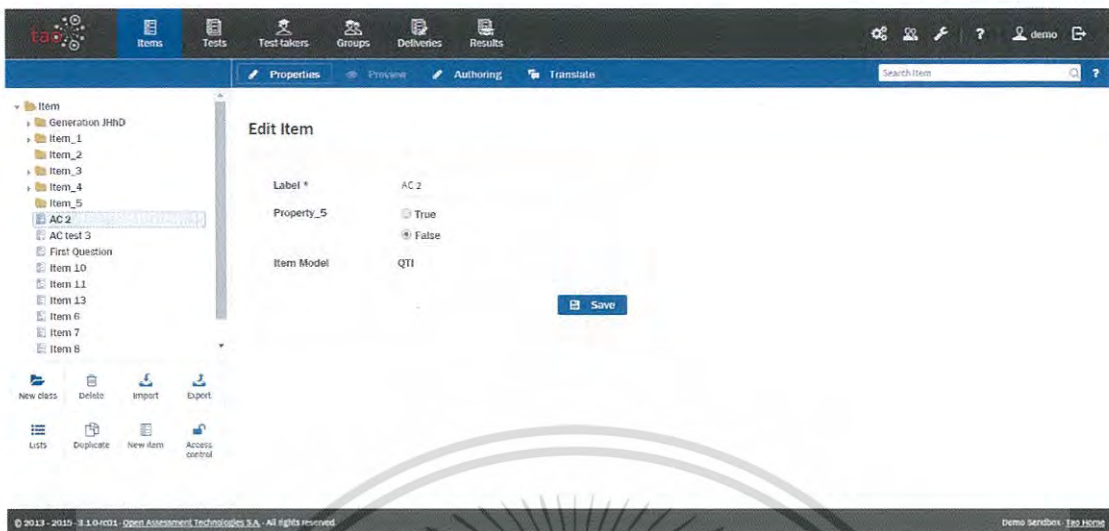 tao
Items
Tests
Test-takers
Groups
Deliveries
Results
?
demo
Properties
Preview
Authoring
Translate
Search Item
?
Item
Generation JHhD
Item_1
Item_2
Item_3
Item_4
Item_5
AC 2
AC test 3
First Question
Item 10
Item 11
Item 13
Item 6
Item 7
Item 8
New class
Delete
Import
Export
Lists
Duplicate
New item
Access control
Edit Item
Label * AC 2
Property_5 True
False
Item Model QTI
Save
© 2013 - 2015 · 3.1.0-rc01 · Open Assessment Technologies S.A. · All rights reserved.
Demo Sandbox · Tao Home